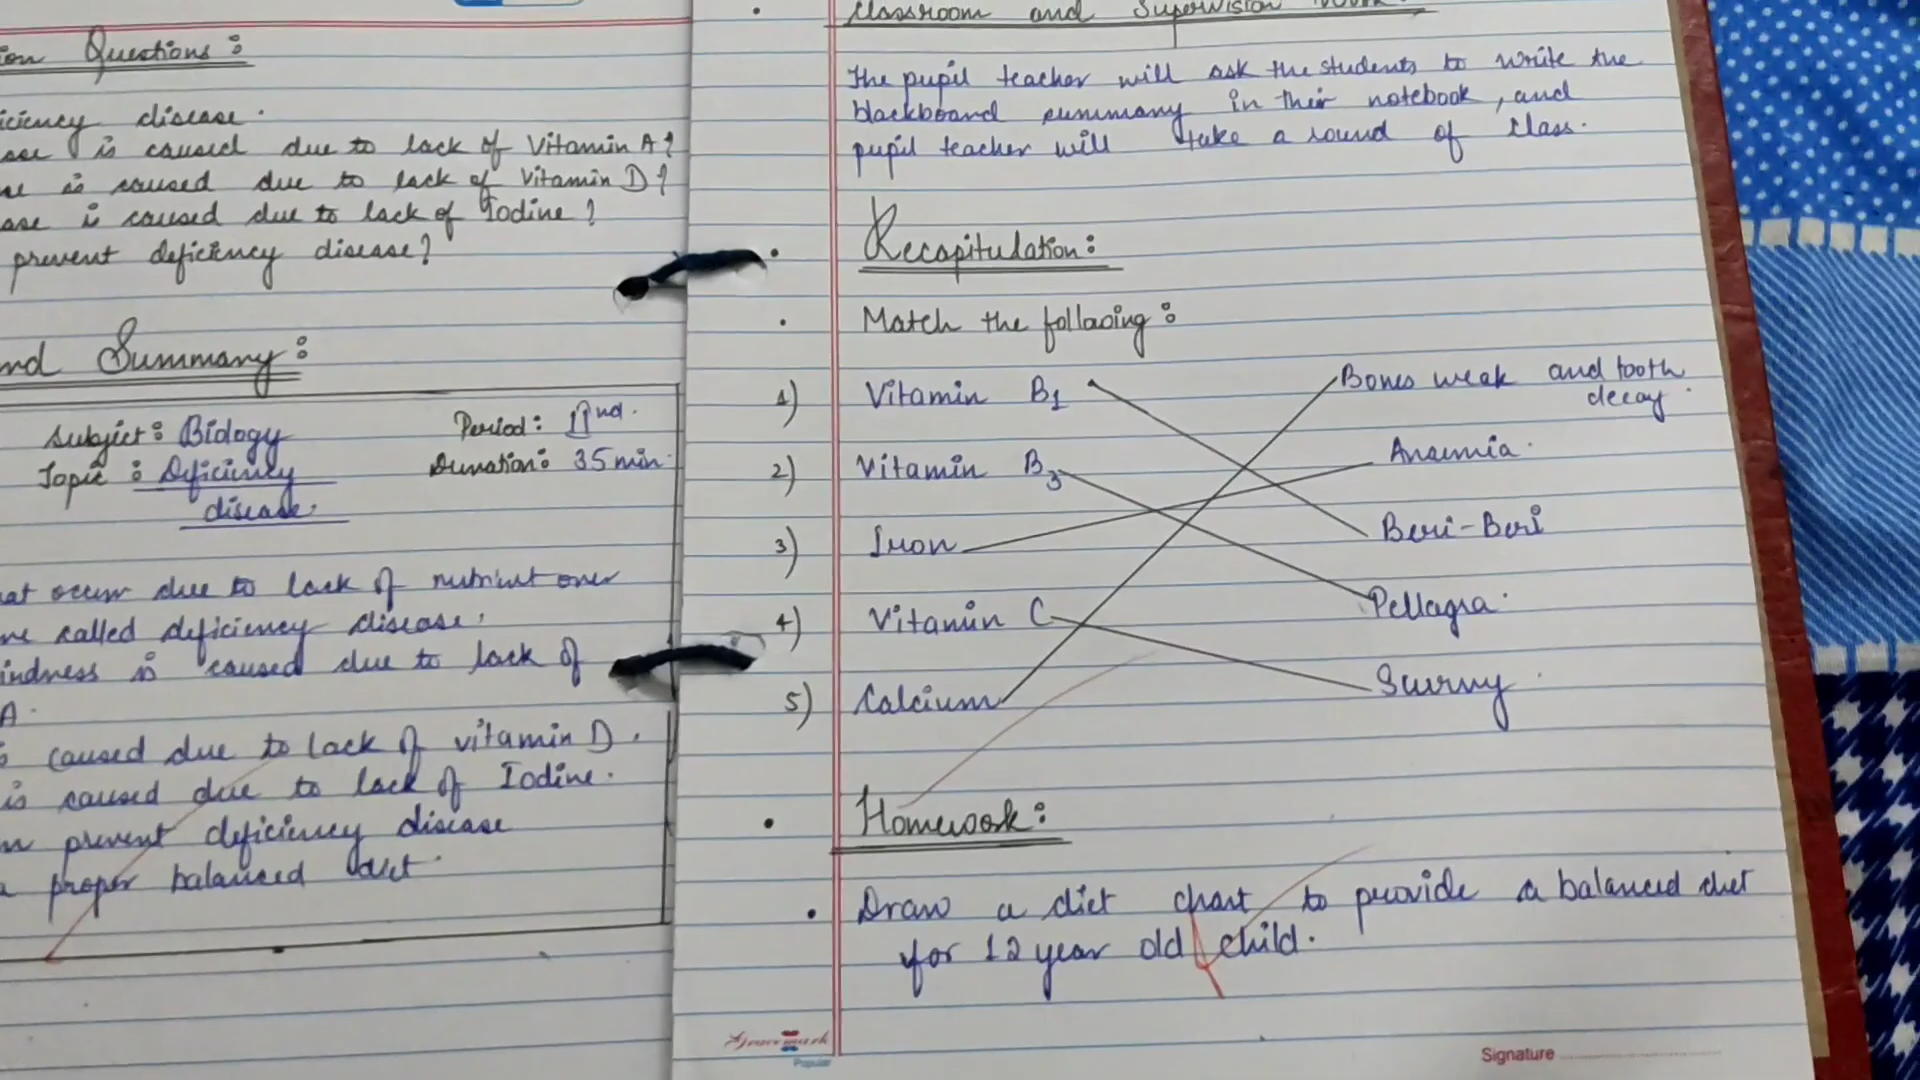 Questions :
disease.
is caused due to lack of Vitamin A?
is caused due to lack of Vitamin D?
is caused due to lack of Iodine?
prevent deficiency disease?
Summary :
Subject : Biology
Period : IInd.
Topic : Deficiency
Duration : 35 min.
disease.
occur due to lack of nutrient over
called deficiency disease.
is caused due to lack of
A.
caused due to lack of vitamin D.
is caused due to lack of Iodine.
prevent deficiency disease
proper balanced diet.
Classroom and Supervision Work :
The pupil teacher will ask the students to write the
blackboard summary in their notebook, and
pupil teacher will take a round of class.
Recapitulation :
Match the following :
1) Vitamin B1
Bones weak and tooth
decay.
2) Vitamin B3
Anaemia.
3) Iron
Beri-Beri
4) Vitamin C
Pellagra.
5) Calcium
Scurvy
Homework :
Draw a diet chart to provide a balanced diet
for 12 year old child.
Gracemark
Popular
Signature